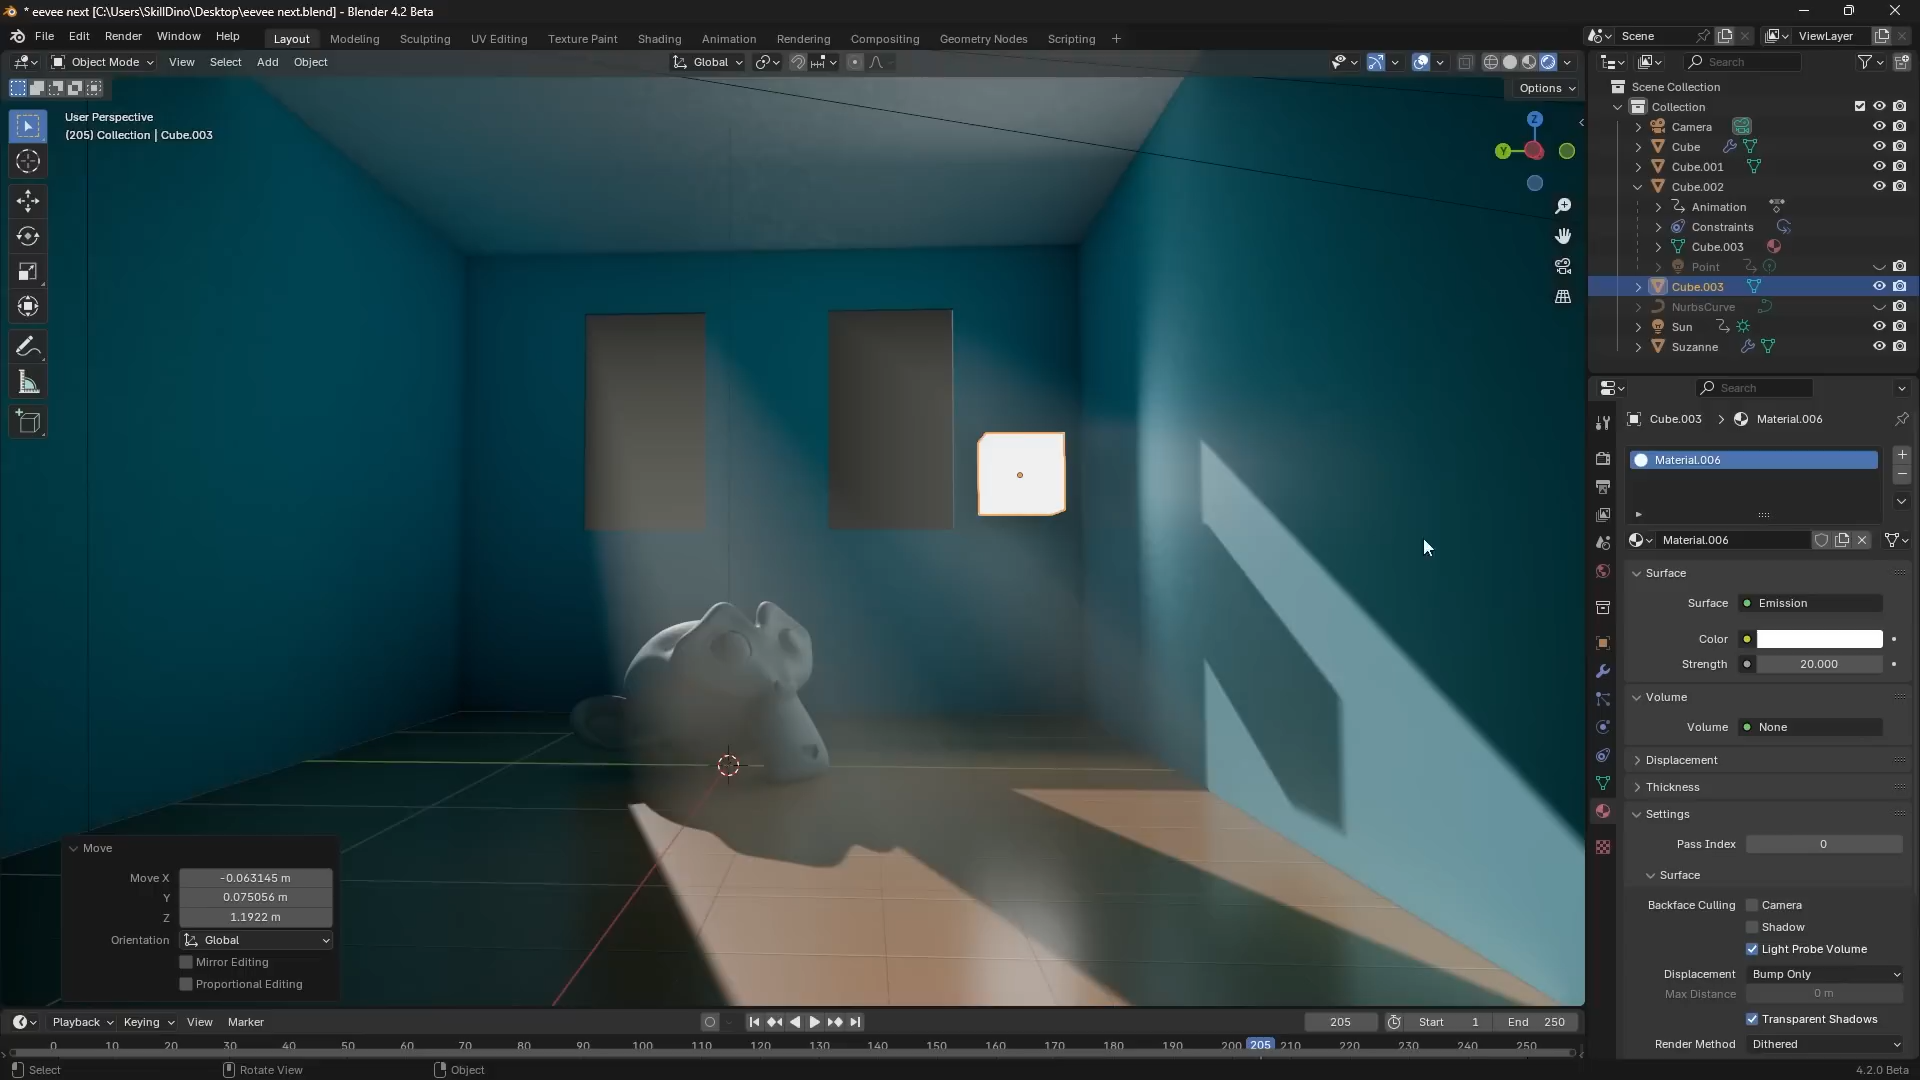 * eevee next [C:\Users\SkillDino\Desktop\eevee next.blend] - Blender 4.2 Beta
File Edit Render Window Help
Layout Modeling Sculpting UV Editing Texture Paint Shading Animation Rendering Compositing Geometry Nodes Scripting +
Scene
ViewLayer
Object Mode View Select Add Object
Global
Options
User Perspective
(205) Collection | Cube.003
Z
Y
Search
Scene Collection
Collection
Camera
Cube
Cube.001
Cube.002
Animation
Constraints
Cube.003
Point
Cube.003
NurbsCurve
Sun
Suzanne
Search
Cube.003 > Material.006
Material.006
Material.006
Surface
Surface Emission
Color
Strength 20.000
Volume
Volume None
Displacement
Thickness
Settings
Pass Index 0
Surface
Backface Culling Camera
Shadow
Light Probe Volume
Displacement Bump Only
Max Distance 0 m
Transparent Shadows
Render Method Dithered
Move
Move X -0.063145 m
Y 0.075056 m
Z 1.1922 m
Orientation Global
Mirror Editing
Proportional Editing
Playback Keying View Marker
205 Start 1 End 250
0 10 20 30 40 50 60 70 80 90 100 110 120 130 140 150 160 170 180 190 200 205 210 220 230 240 250
Select Rotate View Object
4.2.0 Beta